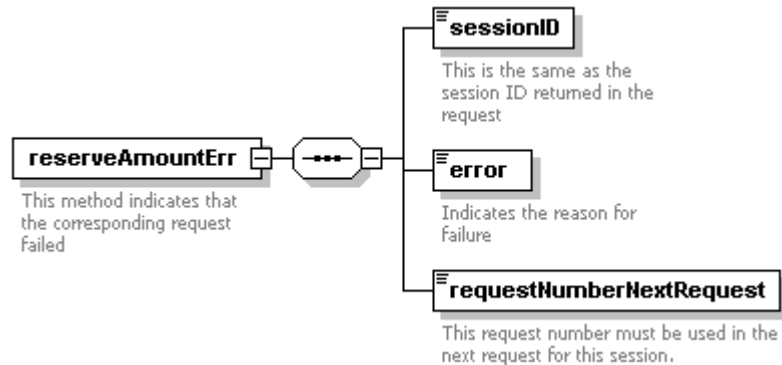 sessionID
This is the same as the
session ID returned in the
request
reserveAmountErr
This method indicates that
the corresponding request
failed
error
Indicates the reason for
failure
requestNumberNextRequest
This request number must be used in the
next request for this session.